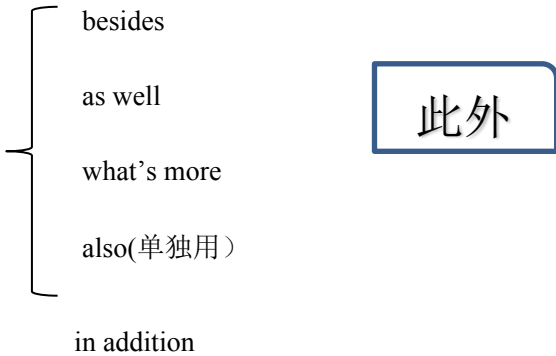 besides
as well
此外
what’s more
also(单独用）
in addition